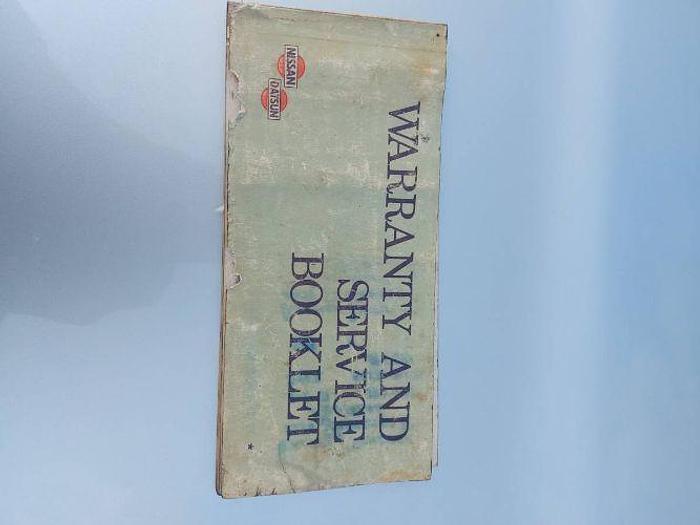 WARRANTY AND
SERVICE
BOOKLET
NISSAN
DATSUN